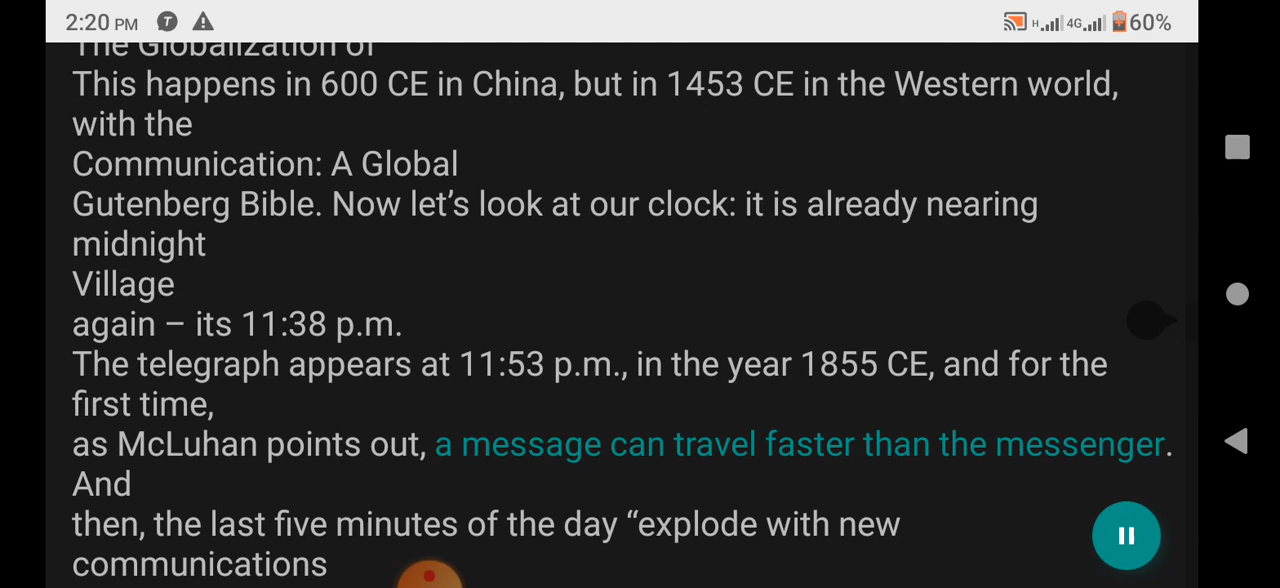 2:20 PM
H 4G 60%
The Globalization of
This happens in 600 CE in China, but in 1453 CE in the Western world,
with the
Communication: A Global
Gutenberg Bible. Now let’s look at our clock: it is already nearing
midnight
Village
again – its 11:38 p.m.
The telegraph appears at 11:53 p.m., in the year 1855 CE, and for the
first time,
as McLuhan points out, a message can travel faster than the messenger.
And
then, the last five minutes of the day “explode with new
communications